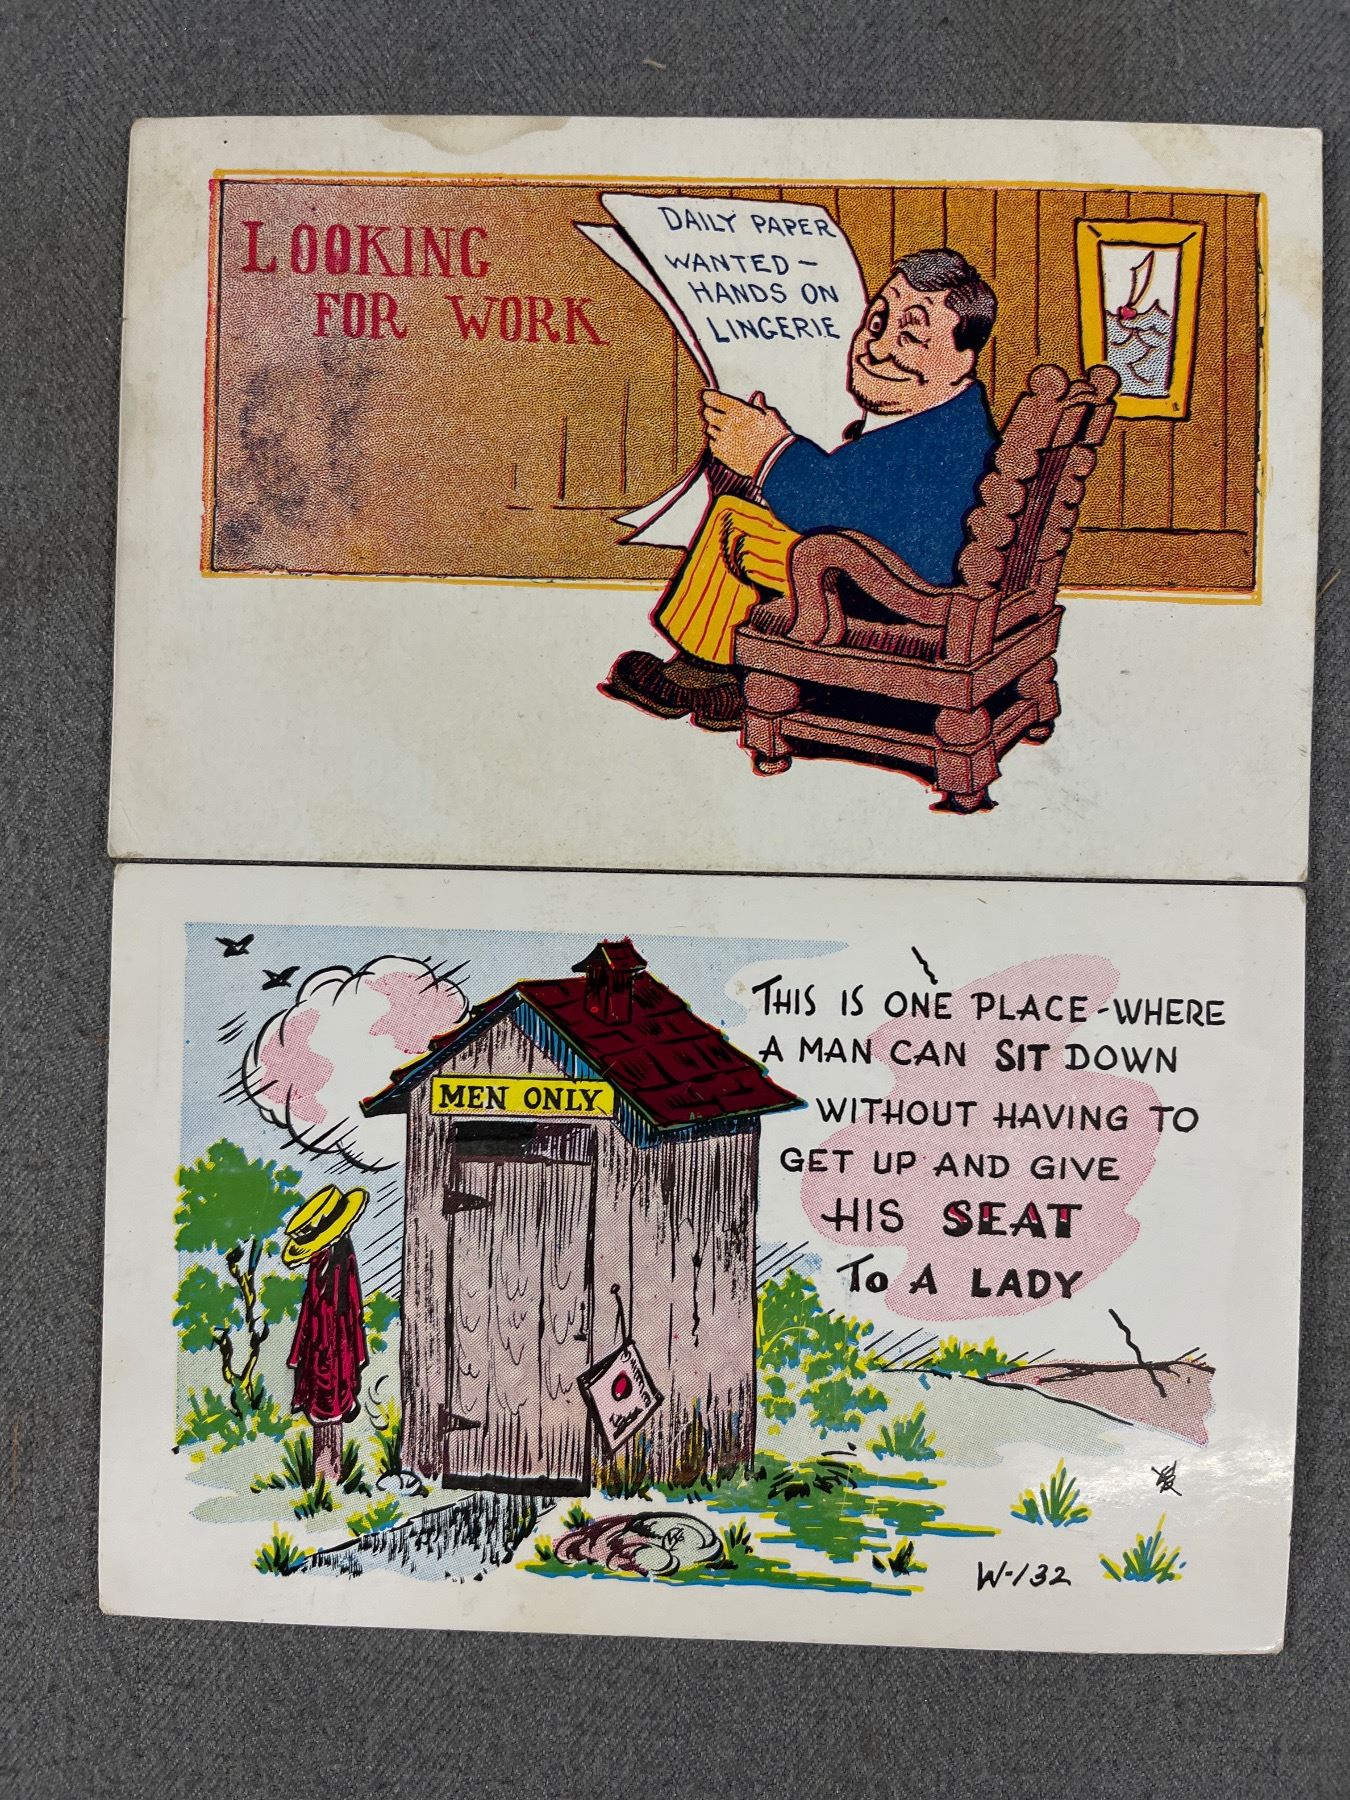 LOOKING
FOR WORK
DAILY PAPER
WANTED -
HANDS ON
LINGERIE
MEN ONLY
THIS IS ONE PLACE - WHERE
A MAN CAN SIT DOWN
WITHOUT HAVING TO
GET UP AND GIVE
HIS SEAT
TO A LADY
W-132